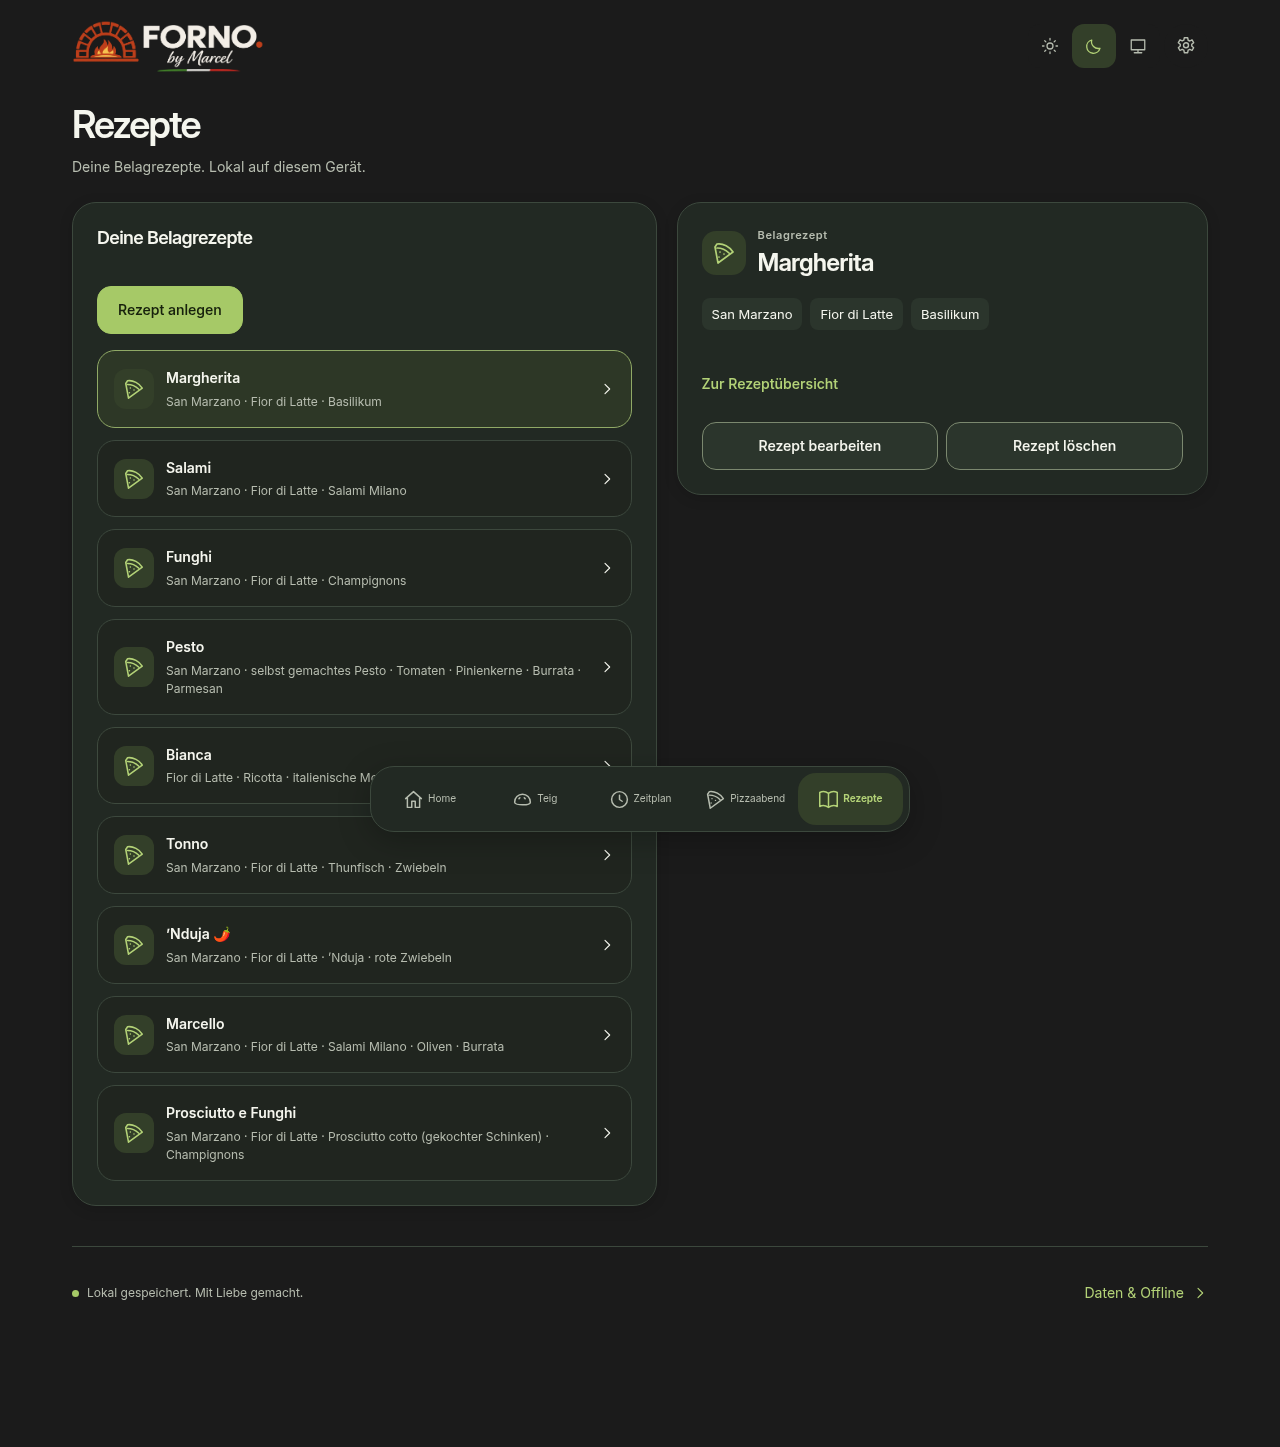 FORNO.
by Marcel
Rezepte
Deine Belagrezepte. Lokal auf diesem Gerät.
Deine Belagrezepte
Rezept anlegen
Margherita
San Marzano · Fior di Latte · Basilikum
Salami
San Marzano · Fior di Latte · Salami Milano
Funghi
San Marzano · Fior di Latte · Champignons
Pesto
San Marzano · selbst gemachtes Pesto · Tomaten · Pinienkerne · Burrata ·
Parmesan
Bianca
Fior di Latte · Ricotta · italienische
Tonno
San Marzano · Fior di Latte · Thunfisch · Zwiebeln
’Nduja 🌶️
San Marzano · Fior di Latte · ’Nduja · rote Zwiebeln
Marcello
San Marzano · Fior di Latte · Salami Milano · Oliven · Burrata
Prosciutto e Funghi
San Marzano · Fior di Latte · Prosciutto cotto (gekochter Schinken) ·
Champignons
Belagrezept
Margherita
San Marzano Fior di Latte Basilikum
Zur Rezeptübersicht
Rezept bearbeiten Rezept löschen
Home Teig Zeitplan Pizzaabend Rezepte
Lokal gespeichert. Mit Liebe gemacht.
Daten & Offline